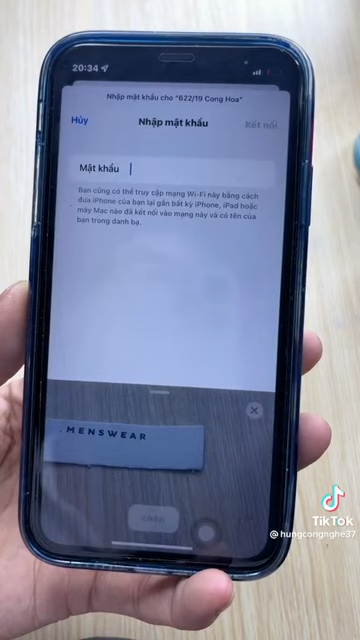 20:34
Nhập mật khẩu cho "622/19 Cong Hoa"
Hủy
Nhập mật khẩu
Kết nối
Mật khẩu
Bạn cũng có thể truy cập mạng Wi-Fi này bằng cách
đưa iPhone của bạn lại gần bất kỳ iPhone, iPad hoặc
máy Mac nào đã kết nối vào mạng này và có tên của
bạn trong danh bạ.
.MENSWEAR
chèn
TikTok
@hungcongnghe37